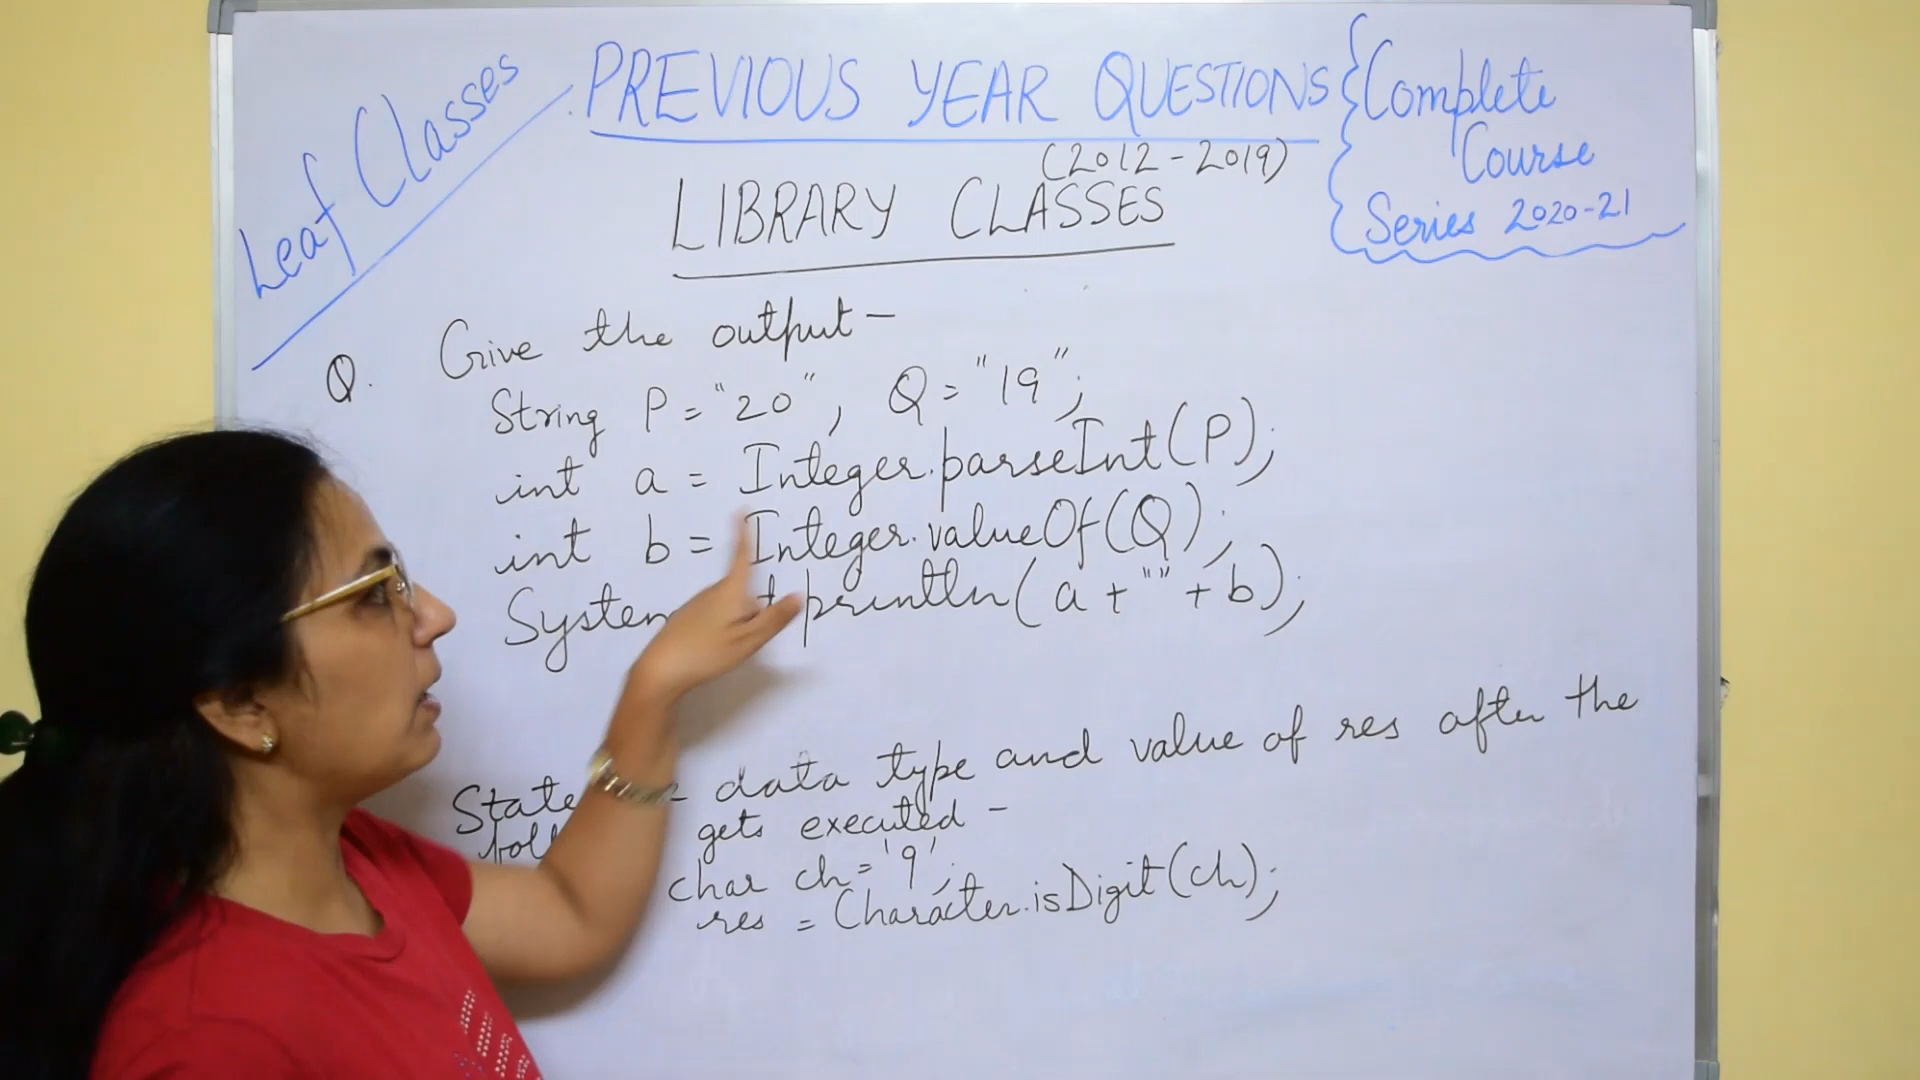 Leaf Classes
PREVIOUS YEAR QUESTIONS
(2012-2019)
LIBRARY CLASSES
Complete
Course
Series 2020-21
Q. Give the output -
String P = "20", Q = "19";
int a = Integer.parseInt(P);
int b = Integer.valueOf(Q);
System println(a + "" + b);
State data type and value of res after the
gets executed -
char ch = '9';
res = Character.isDigit(ch);